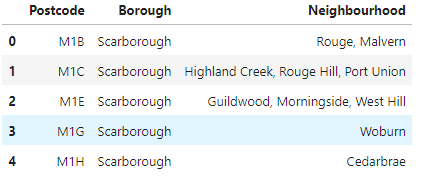 Postcode Borough Neighbourhood
0 M1B Scarborough Rouge, Malvern
1 M1C Scarborough Highland Creek, Rouge Hill, Port Union
2 M1E Scarborough Guildwood, Morningside, West Hill
3 M1G Scarborough Woburn
4 M1H Scarborough Cedarbrae